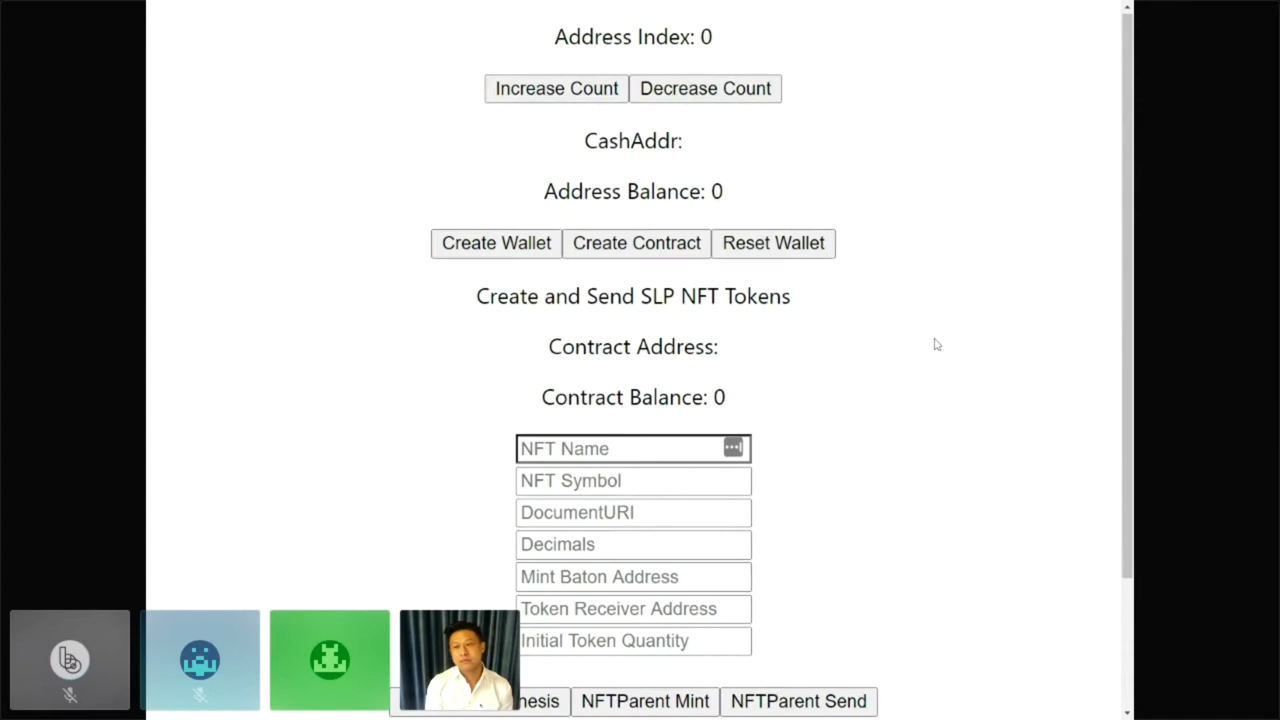 Address Index: 0
Increase Count Decrease Count
CashAddr:
Address Balance: 0
Create Wallet Create Contract Reset Wallet
Create and Send SLP NFT Tokens
Contract Address:
Contract Balance: 0
NFT Name
NFT Symbol
DocumentURI
Decimals
Mint Baton Address
Token Receiver Address
Initial Token Quantity
nesis NFTParent Mint NFTParent Send